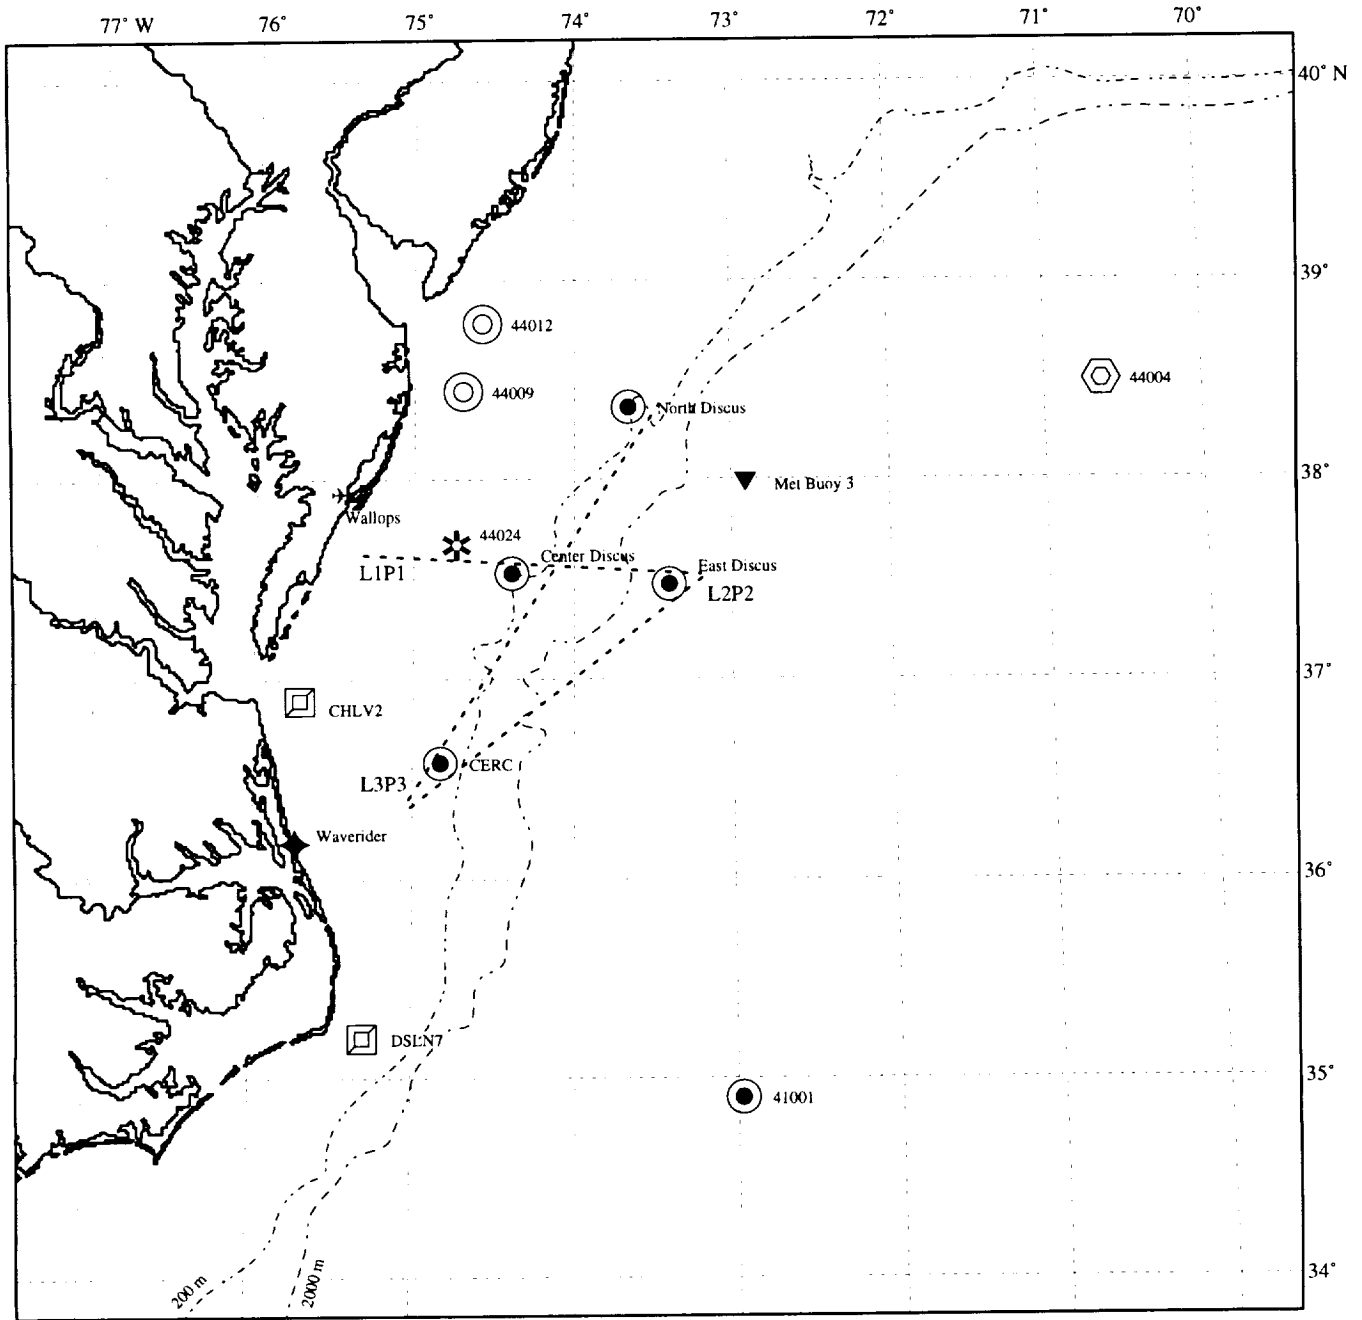 77° W 76° 75° 74° 73° 72° 71° 70°
40° N
39°
44012
44004
44009
North Discus
38°
Met Buoy 3
Wallops
44024
Center Discus
East Discus
L1P1
L2P2
37°
CHLV2
CERC
L3P3
Waverider
36°
DSLN7
35°
41001
34°
200 m
2000 m